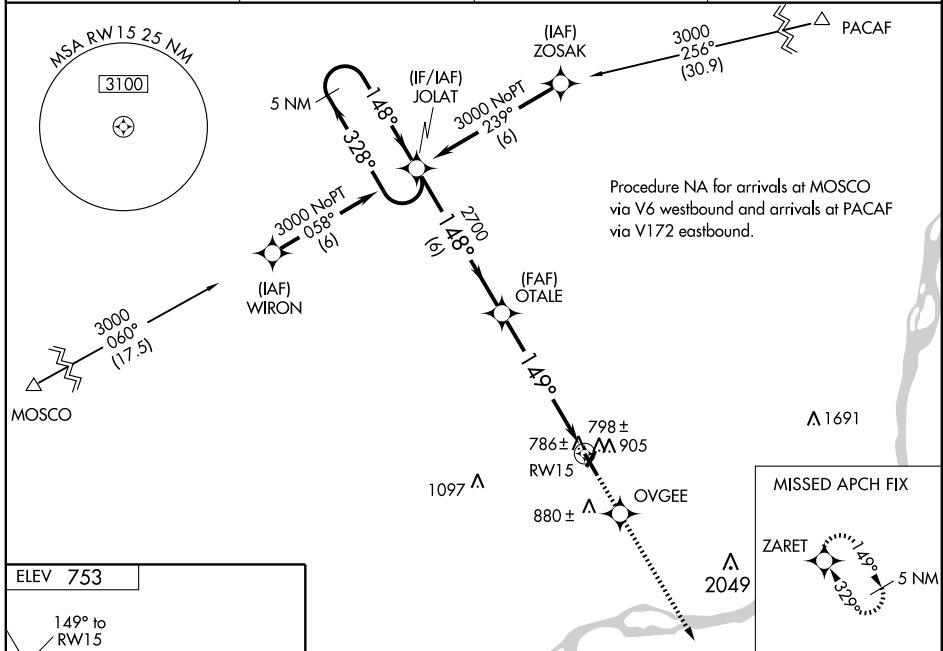 MSA RW15 25 NM
3100
(IAF)
ZOSAK
3000
256°
(30.9)
PACAF
5 NM
148°
328°
(IF/IAF)
JOLAT
3000 NoPT
239°
(6)
Procedure NA for arrivals at MOSCO
via V6 westbound and arrivals at PACAF
via V172 eastbound.
3000 NoPT
058°
(6)
2700
148°
(6)
(IAF)
WIRON
(FAF)
OTALE
3000
060°
(17.5)
MOSCO
149°
1691
798 ±
786 ±
905
RW15
1097
880 ±
OVGEE
2049
MISSED APCH FIX
ZARET
149°
329°
5 NM
ELEV 753
149° to
RW15